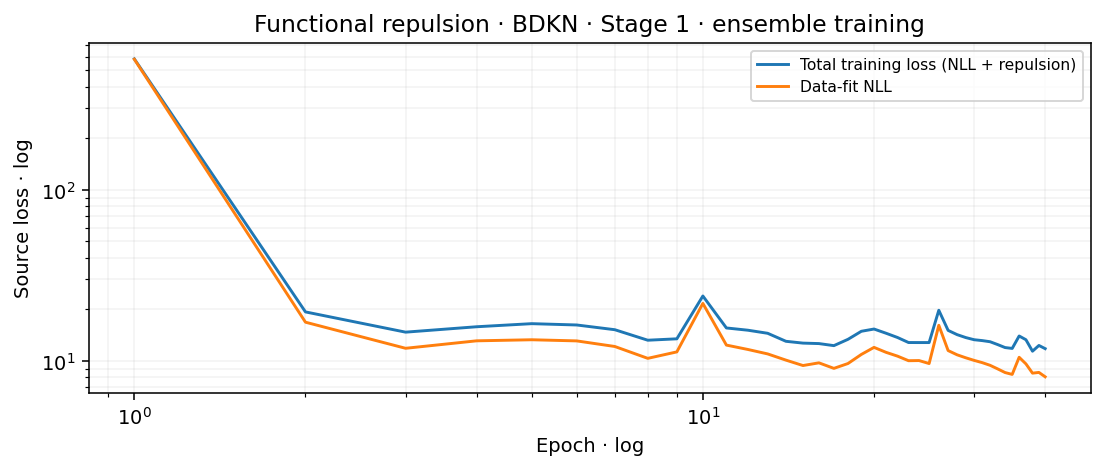 Functional repulsion · BDKN · Stage 1 · ensemble training
Total training loss (NLL + repulsion)
Data-fit NLL
Source loss · log
10²
10¹
10⁰
10¹
Epoch · log